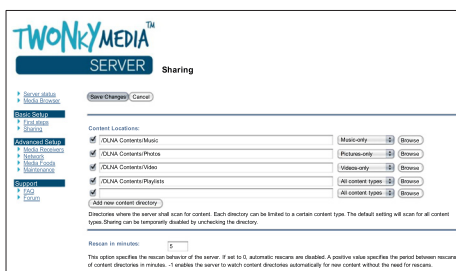 TWONKYMEDIA™
SERVER
Sharing
Server status
Media Browser
Save Changes Cancel
Basic Setup
First steps
Sharing
Advanced Setup
Media Receivers
Network
Media Feeds
Maintenance
Support
FAQ
Forum
Content Locations:
/DLNA Contents/Music Music-only Browse
/DLNA Contents/Photos Pictures-only Browse
/DLNA Contents/Video Videos-only Browse
/DLNA Contents/Playlists All content types Browse
All content types Browse
Add new content directory
Directories where the server shall scan for content. Each directory can be limited to a certain content type. The default setting will scan for all content
types. Sharing can be temporarily disabled by unchecking the directory.
Rescan in minutes:
5
This option specifies the rescan behavior of the server. If set to 0, automatic rescans are disabled. A positive value specifies the period between rescans
of content directories in minutes. -1 enables the server to watch content directories automatically for new content without the need for rescans.